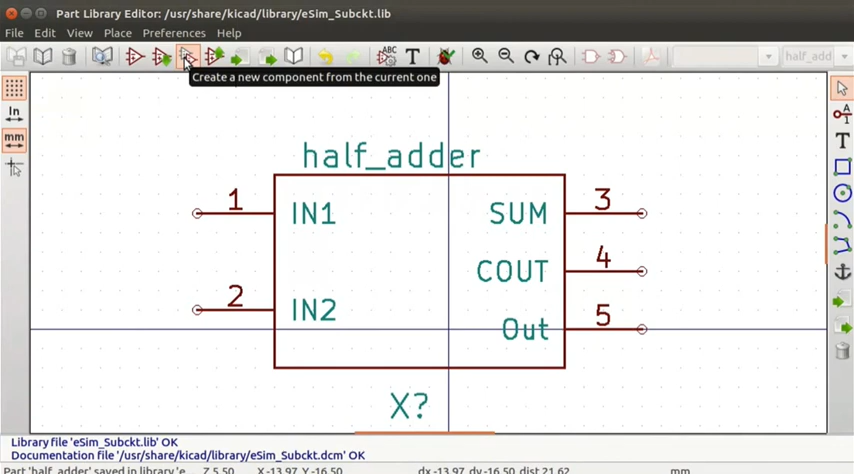 Part Library Editor: /usr/share/kicad/library/eSim_Subckt.lib
File Edit View Place Preferences Help
ABC T half_add
Create a new component from the current one
In
mm
A
1
T
half_adder
1 IN1 SUM 3
COUT 4
2 IN2
Out 5
X?
Library file 'eSim_Subckt.lib' OK
Documentation file '/usr/share/kicad/library/eSim_Subckt.dcm' OK
Part 'half_adder' saved in library 'e Z 5.50 X -13.97 Y -16.50 dx -13.97 dy -16.50 dist 21.62 mm